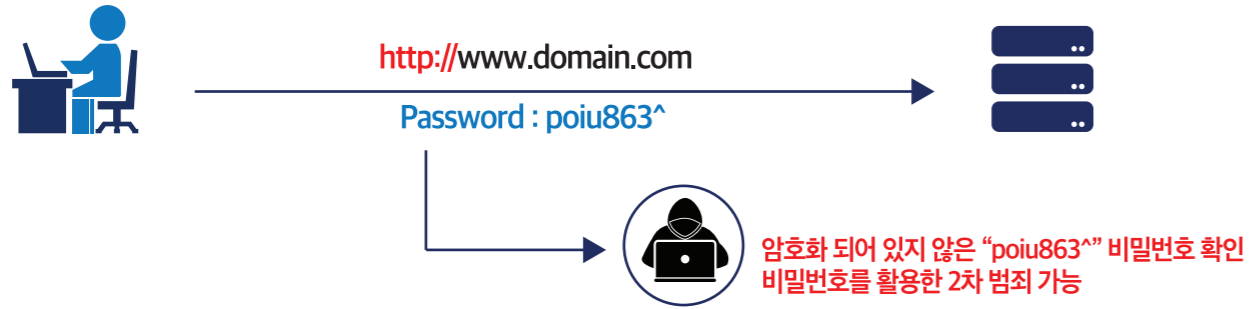 http://www.domain.com
Password : poiu863^
암호화 되어 있지 않은 “poiu863^” 비밀번호 확인
비밀번호를 활용한 2차 범죄 가능